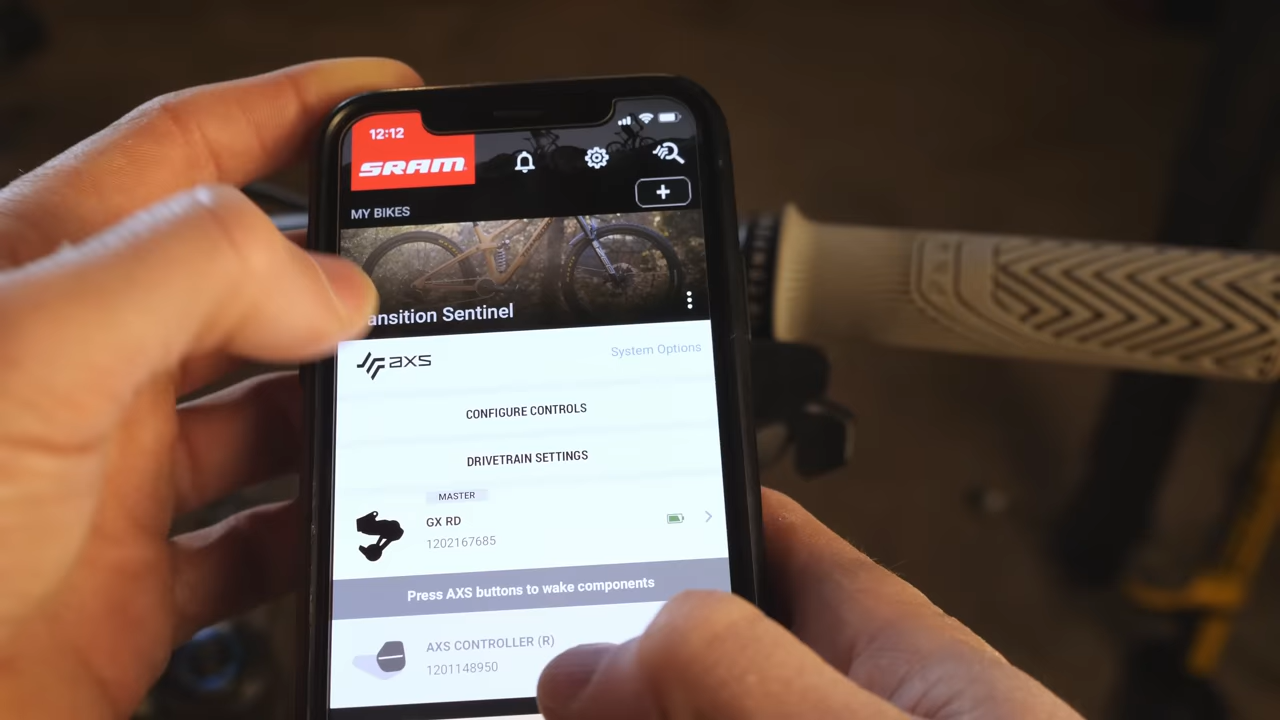 12:12
SRAM
MY BIKES
ansition Sentinel
AXS
System Options
CONFIGURE CONTROLS
DRIVETRAIN SETTINGS
MASTER
GX RD
1202167685
Press AXS buttons to wake components
AXS CONTROLLER (R)
1201148950